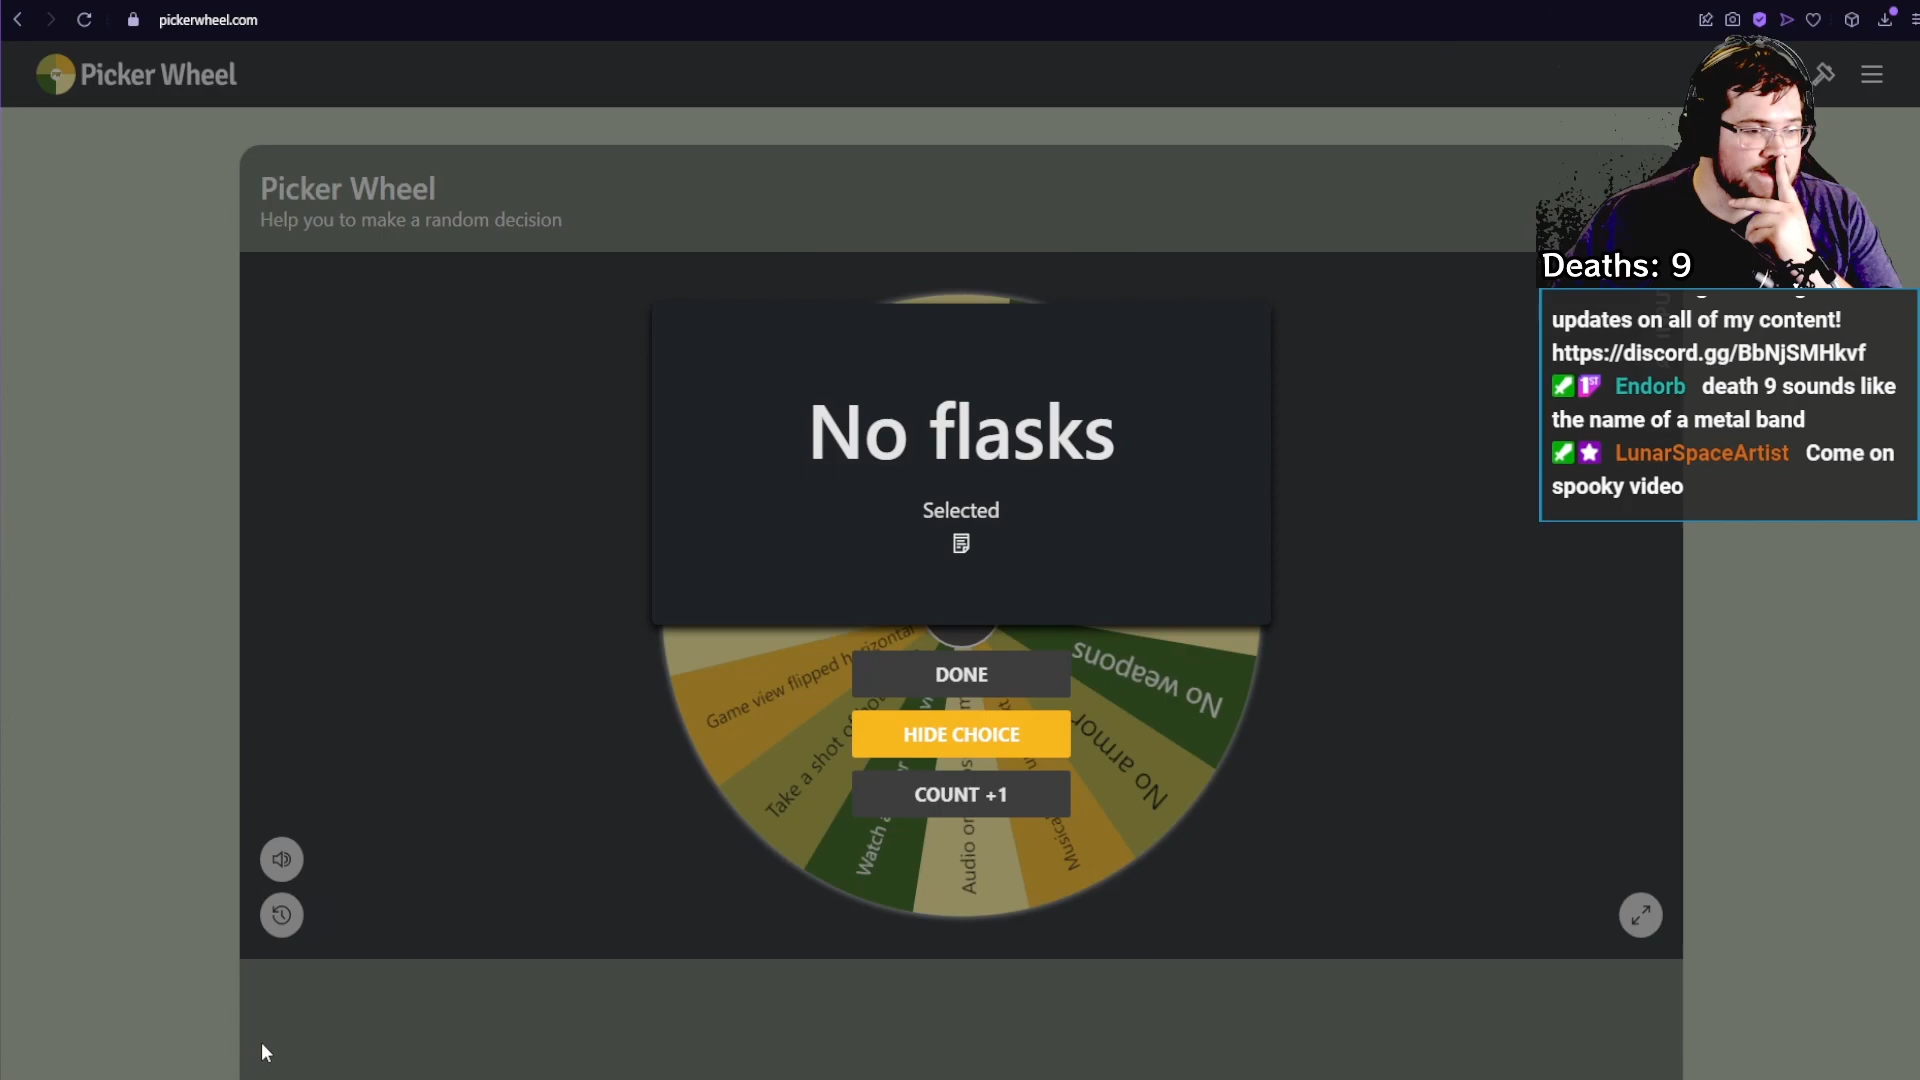 pickerwheel.com
Picker Wheel
Picker Wheel
Help you to make a random decision
Deaths: 9
updates on all of my content!
https://discord.gg/BbNjSMHkvf
Endorb death 9 sounds like
the name of a metal band
LunarSpaceArtist Come on
spooky video
No flasks
Selected
DONE
HIDE CHOICE
COUNT +1
Game view flipped horizontal
Take a shot of
Watch a
Audio on
Musical
No armor
No weapons